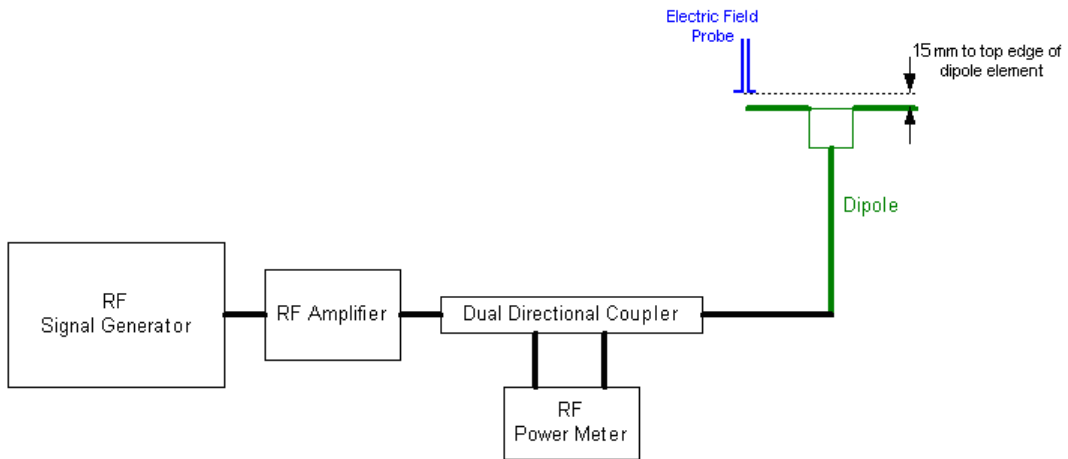 Electric Field
Probe
15 mm to top edge of
dipole element
Dipole
RF
Signal Generator
RF Amplifier
Dual Directional Coupler
RF
Power Meter